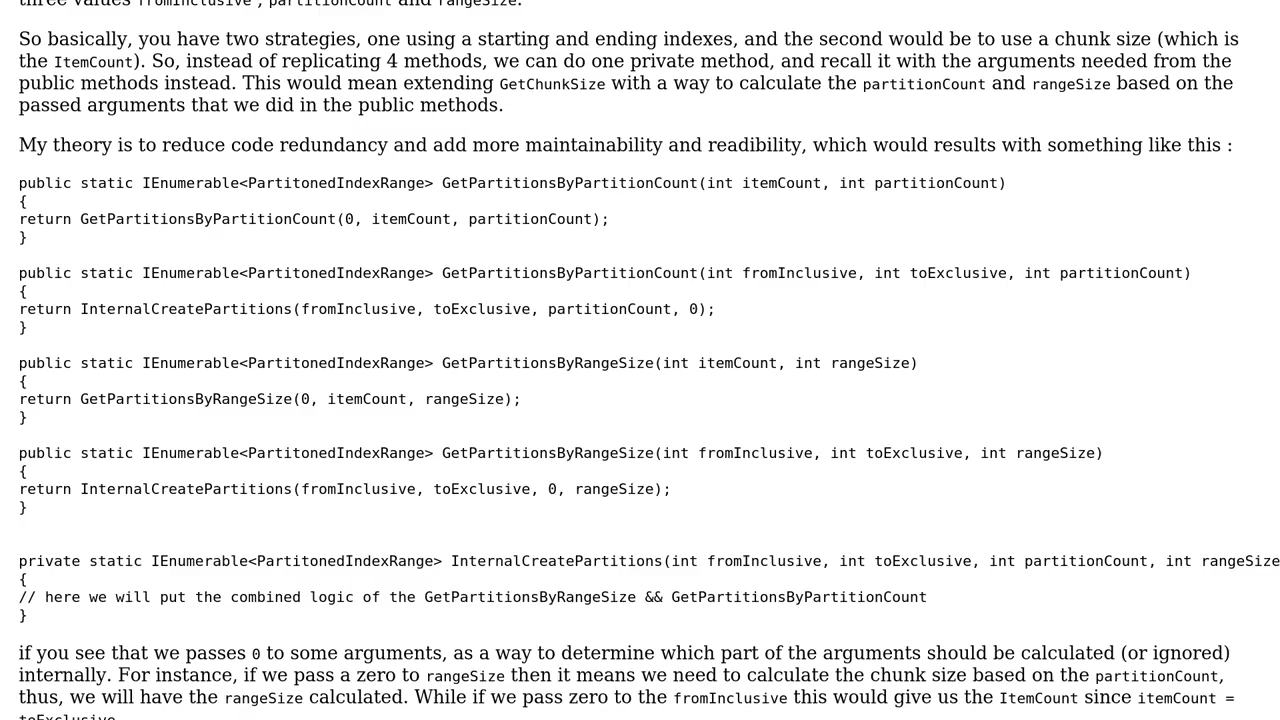 three values fromInclusive , partitionCount and rangeSize.
So basically, you have two strategies, one using a starting and ending indexes, and the second would be to use a chunk size (which is
the ItemCount). So, instead of replicating 4 methods, we can do one private method, and recall it with the arguments needed from the
public methods instead. This would mean extending GetChunkSize with a way to calculate the partitionCount and rangeSize based on the
passed arguments that we did in the public methods.
My theory is to reduce code redundancy and add more maintainability and readibility, which would results with something like this :
public static IEnumerable<PartitonedIndexRange> GetPartitionsByPartitionCount(int itemCount, int partitionCount)
{
return GetPartitionsByPartitionCount(0, itemCount, partitionCount);
}
public static IEnumerable<PartitonedIndexRange> GetPartitionsByPartitionCount(int fromInclusive, int toExclusive, int partitionCount)
{
return InternalCreatePartitions(fromInclusive, toExclusive, partitionCount, 0);
}
public static IEnumerable<PartitonedIndexRange> GetPartitionsByRangeSize(int itemCount, int rangeSize)
{
return GetPartitionsByRangeSize(0, itemCount, rangeSize);
}
public static IEnumerable<PartitonedIndexRange> GetPartitionsByRangeSize(int fromInclusive, int toExclusive, int rangeSize)
{
return InternalCreatePartitions(fromInclusive, toExclusive, 0, rangeSize);
}
private static IEnumerable<PartitonedIndexRange> InternalCreatePartitions(int fromInclusive, int toExclusive, int partitionCount, int rangeSize
{
// here we will put the combined logic of the GetPartitionsByRangeSize && GetPartitionsByPartitionCount
}
if you see that we passes 0 to some arguments, as a way to determine which part of the arguments should be calculated (or ignored)
internally. For instance, if we pass a zero to rangeSize then it means we need to calculate the chunk size based on the partitionCount,
thus, we will have the rangeSize calculated. While if we pass zero to the fromInclusive this would give us the ItemCount since itemCount =
toExclusive